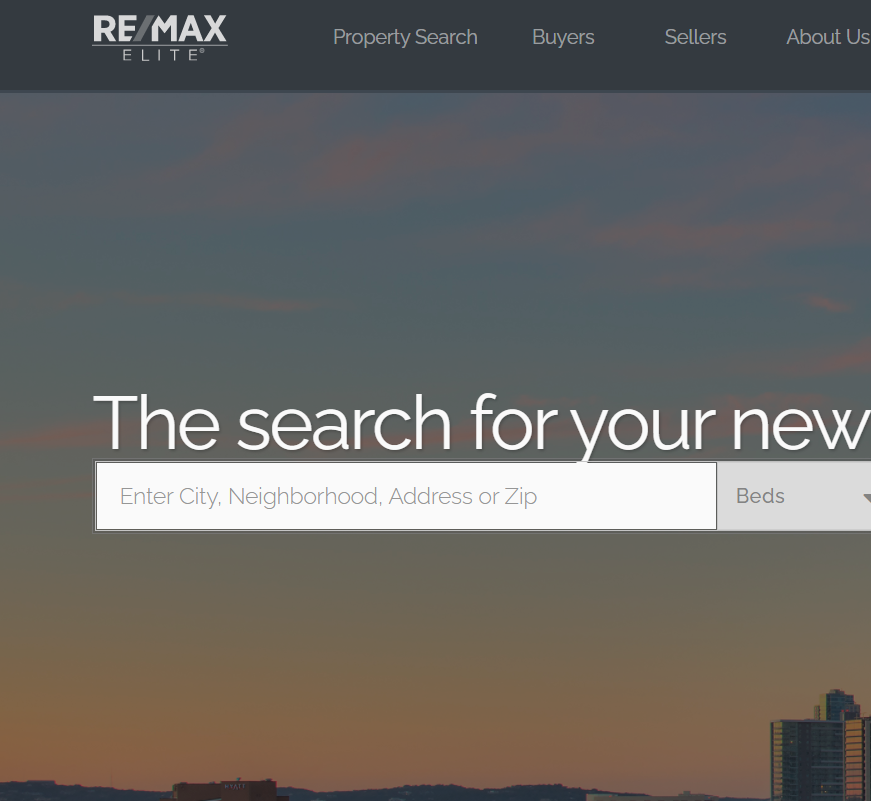 RE/MAX
ELITE®
Property Search Buyers Sellers About Us
The search for your new
Enter City, Neighborhood, Address or Zip
Beds
HYATT